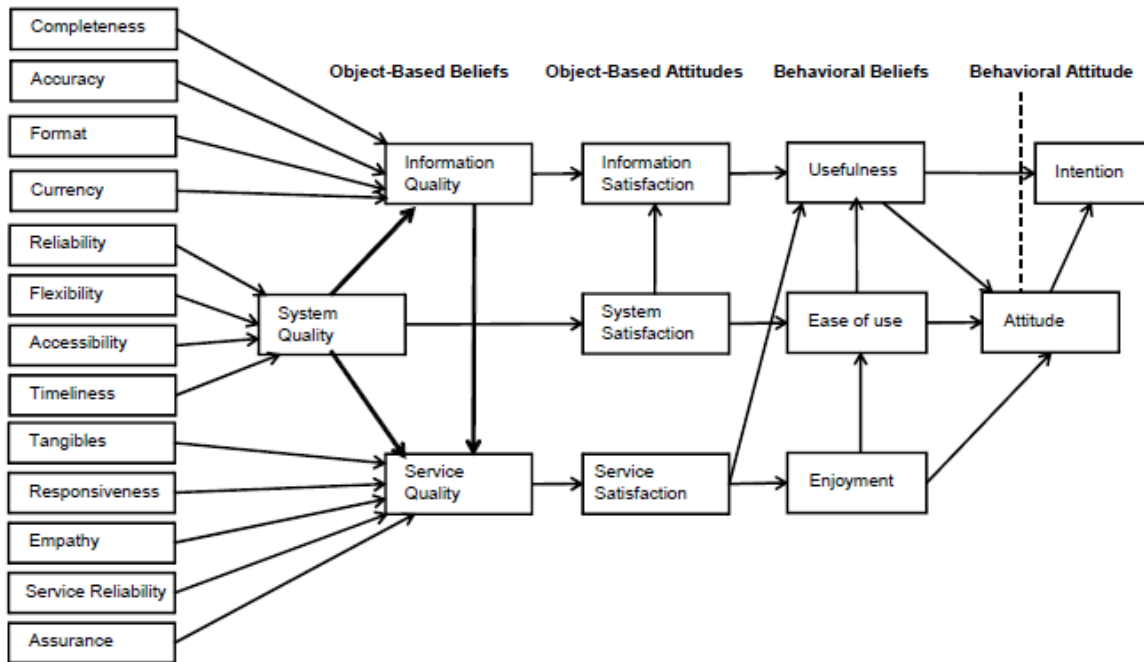 Completeness
Accuracy
Format
Currency
Reliability
Flexibility
Accessibility
Timeliness
Tangibles
Responsiveness
Empathy
Service Reliability
Assurance
Object-Based Beliefs
Object-Based Attitudes
Behavioral Beliefs
Behavioral Attitude
Information
Quality
Information
Satisfaction
Usefulness
Intention
System
Quality
System
Satisfaction
Ease of use
Attitude
Service
Quality
Service
Satisfaction
Enjoyment